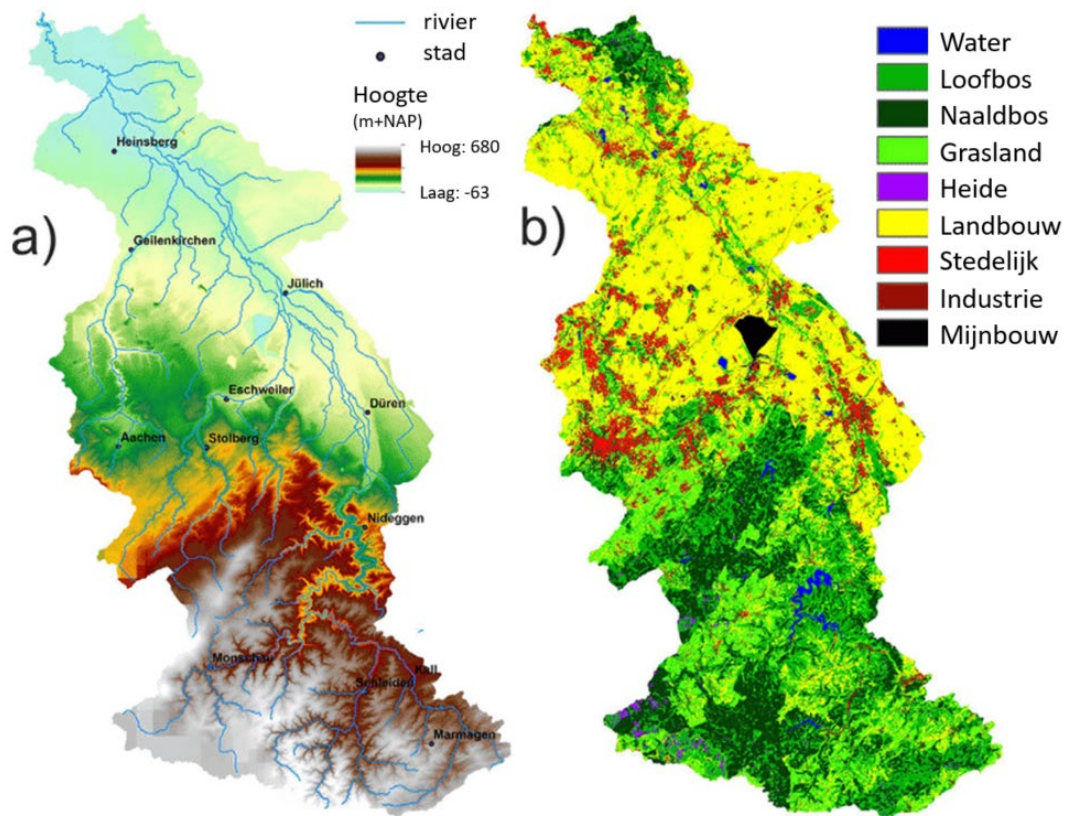 rivier
stad
Hoogte
(m+NAP)
Hoog: 680
Laag: -63
a)
Heinsberg
Geilenkirchen
Jülich
Eschweiler
Düren
Aachen
Stolberg
Nideggen
Monschau
Kall
Schleiden
Marmagen
b)
Water
Loofbos
Naaldbos
Grasland
Heide
Landbouw
Stedelijk
Industrie
Mijnbouw